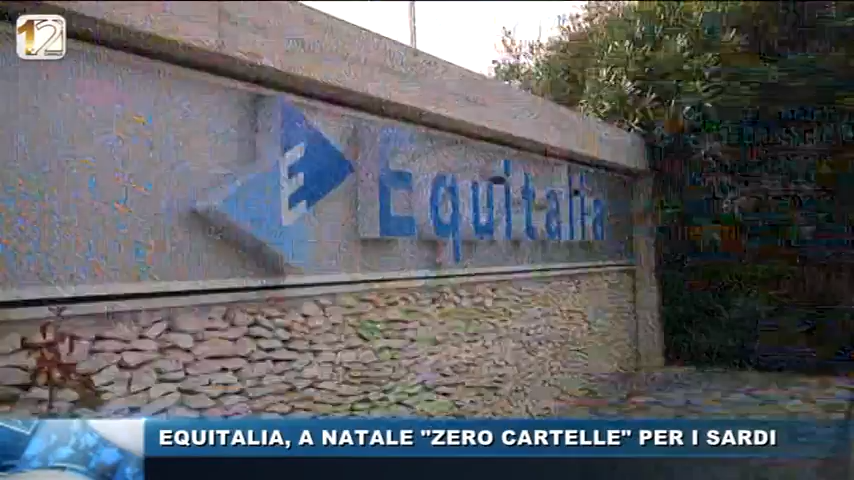 12
E Equitalia
EQUITALIA, A NATALE "ZERO CARTELLE" PER I SARDI